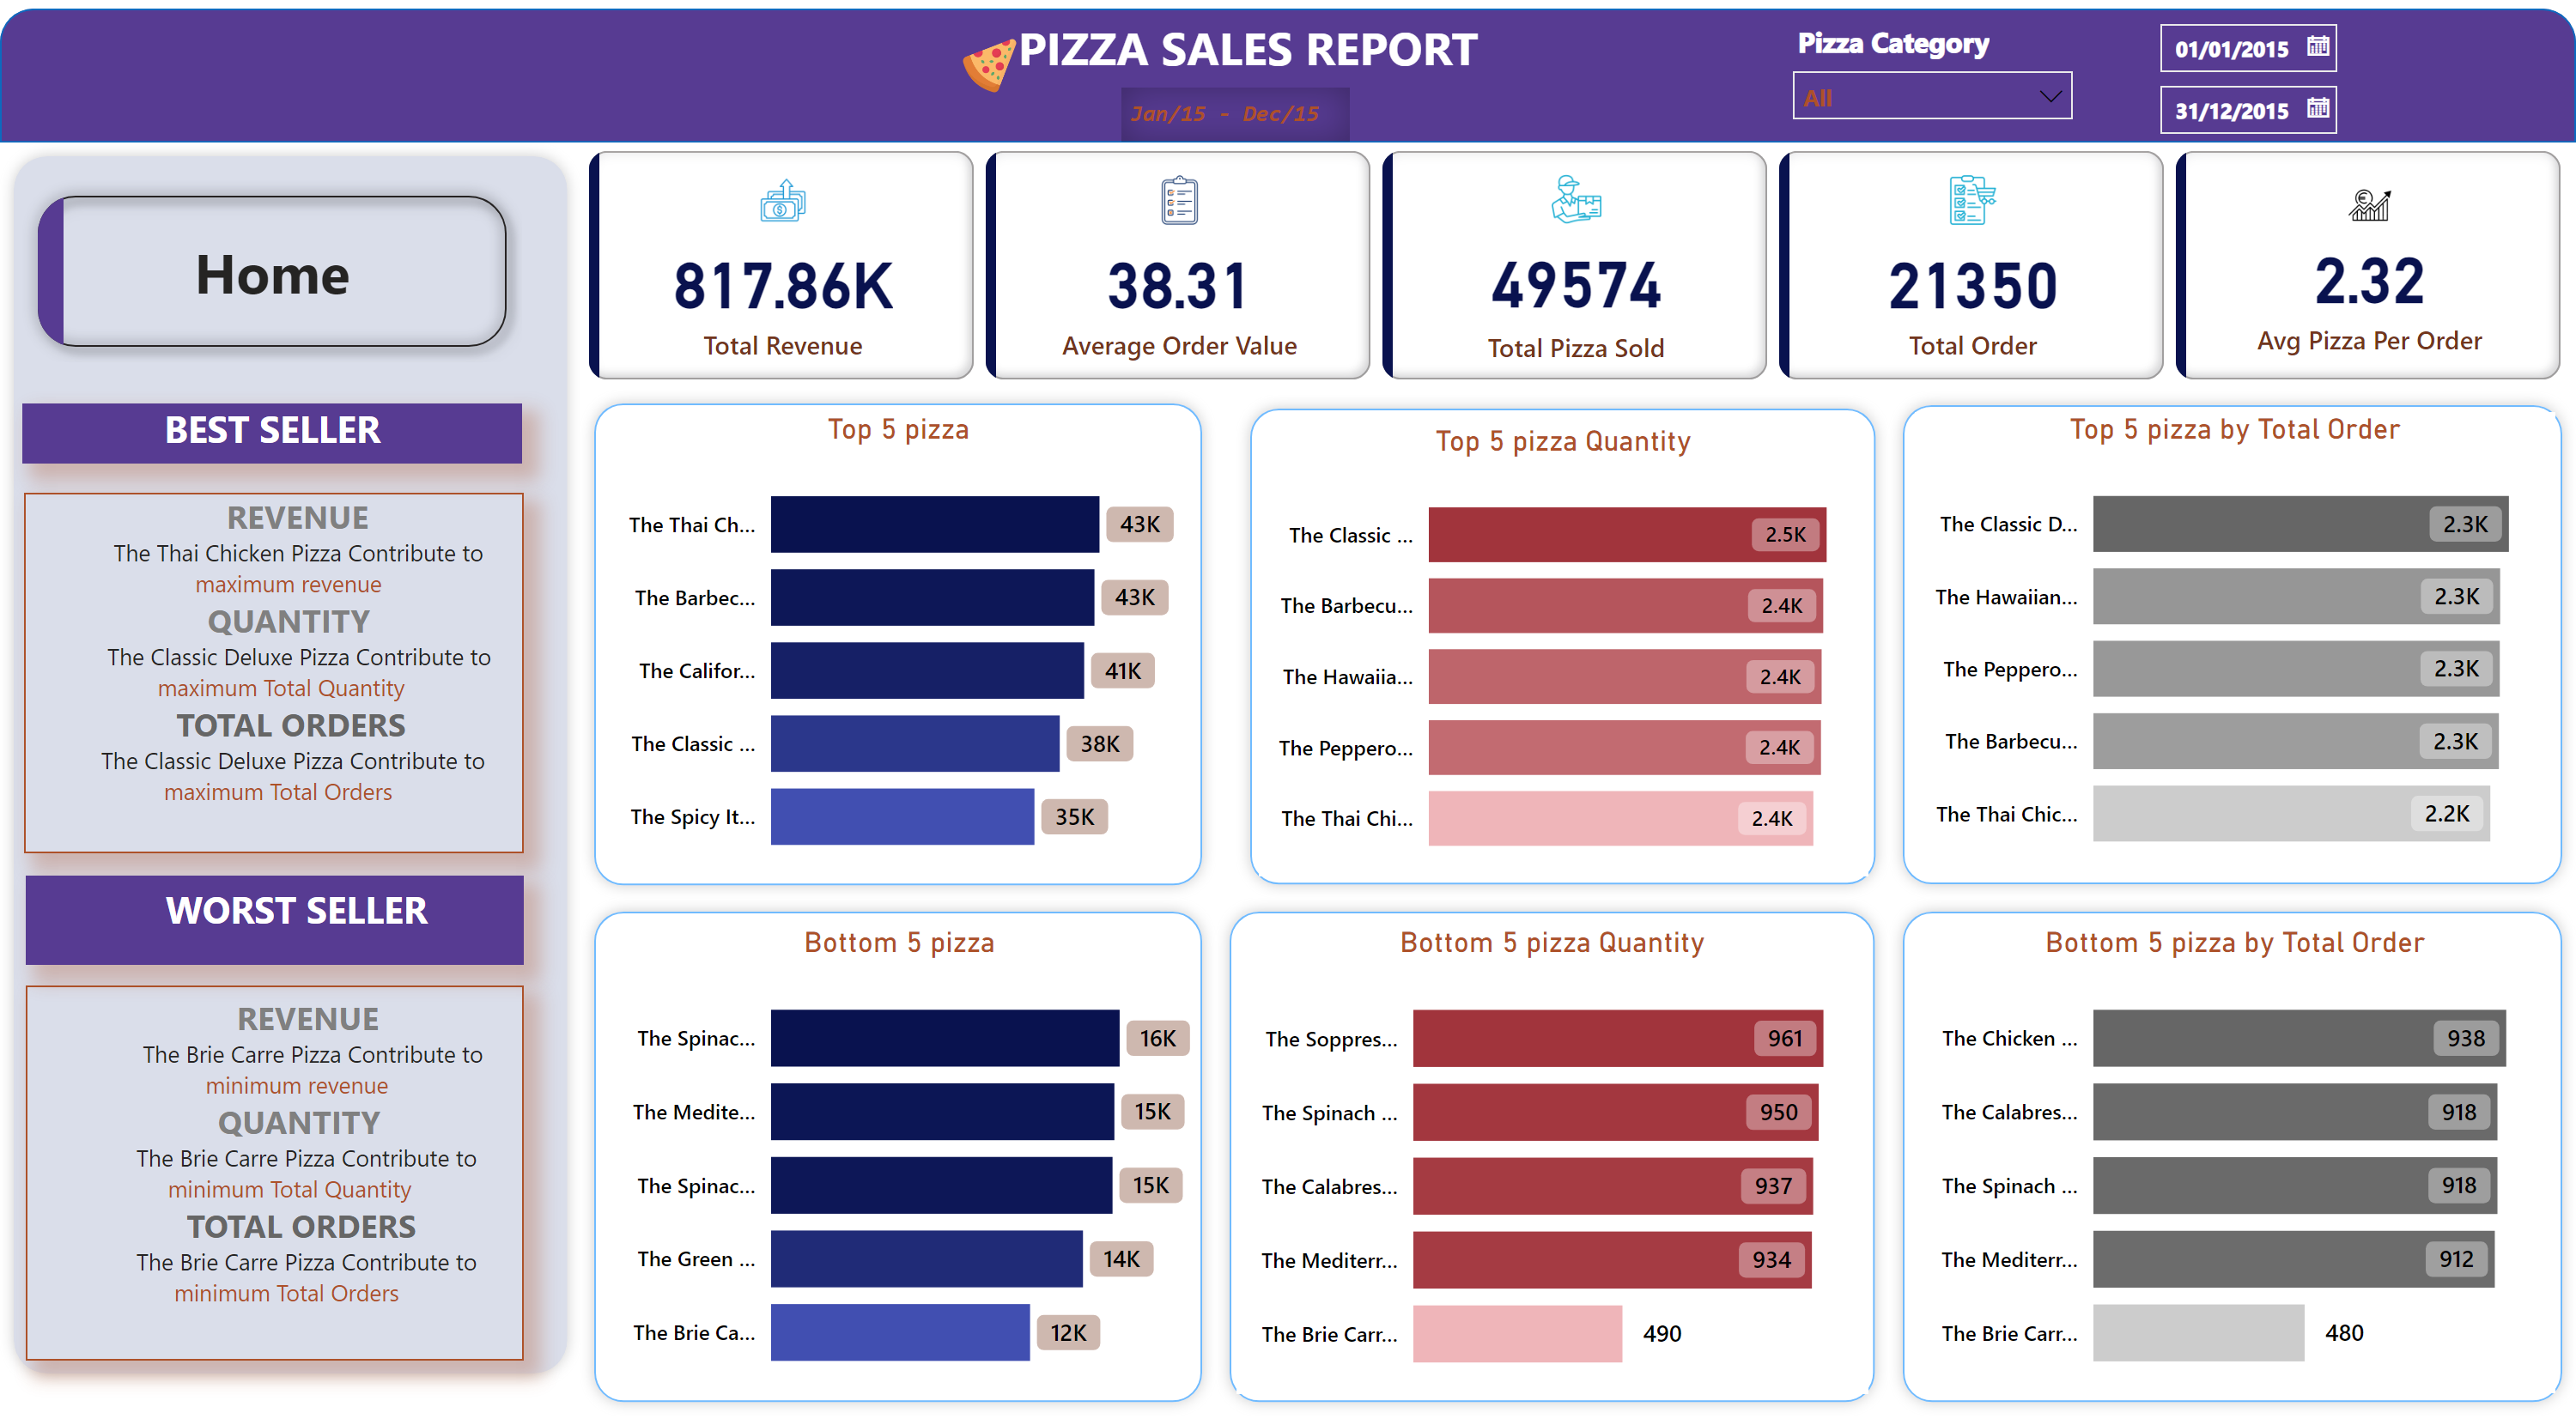 PIZZA SALES REPORT
Jan/15 - Dec/15
Pizza Category
All
01/01/2015
31/12/2015
Home
817.86K
Total Revenue
38.31
Average Order Value
49574
Total Pizza Sold
21350
Total Order
2.32
Avg Pizza Per Order
BEST SELLER
REVENUE
The Thai Chicken Pizza Contribute to
maximum revenue
QUANTITY
The Classic Deluxe Pizza Contribute to
maximum Total Quantity
TOTAL ORDERS
The Classic Deluxe Pizza Contribute to
maximum Total Orders
WORST SELLER
REVENUE
The Brie Carre Pizza Contribute to
minimum revenue
QUANTITY
The Brie Carre Pizza Contribute to
minimum Total Quantity
TOTAL ORDERS
The Brie Carre Pizza Contribute to
minimum Total Orders
Top 5 pizza
The Thai Ch... 43K
The Barbec... 43K
The Califor... 41K
The Classic ... 38K
The Spicy It... 35K
Top 5 pizza Quantity
The Classic ... 2.5K
The Barbecu... 2.4K
The Hawaiia... 2.4K
The Peppero... 2.4K
The Thai Chi... 2.4K
Top 5 pizza by Total Order
The Classic D... 2.3K
The Hawaiian... 2.3K
The Peppero... 2.3K
The Barbecu... 2.3K
The Thai Chic... 2.2K
Bottom 5 pizza
The Spinac... 16K
The Medite... 15K
The Spinac... 15K
The Green ... 14K
The Brie Ca... 12K
Bottom 5 pizza Quantity
The Soppres... 961
The Spinach ... 950
The Calabres... 937
The Mediterr... 934
The Brie Carr... 490
Bottom 5 pizza by Total Order
The Chicken ... 938
The Calabres... 918
The Spinach ... 918
The Mediterr... 912
The Brie Carr... 480